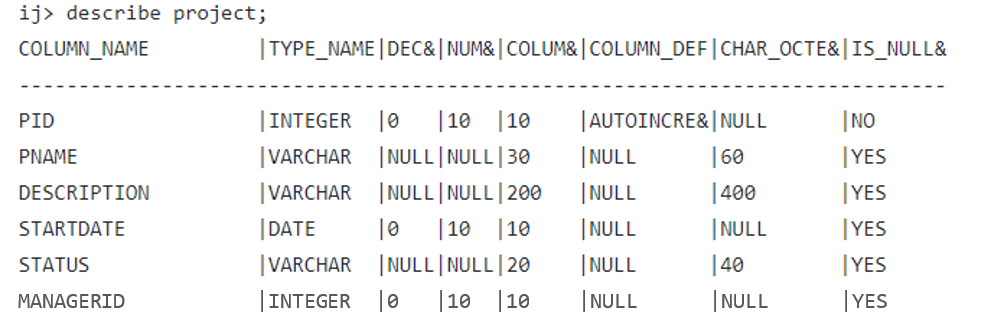 ij> describe project;
COLUMN_NAME         |TYPE_NAME|DEC&|NUM&|COLUM&|COLUMN_DEF|CHAR_OCTE&|IS_NULL&
------------------------------------------------------------------------------
PID                 |INTEGER  |0   |10  |10    |AUTOINCRE&|NULL      |NO
PNAME               |VARCHAR  |NULL|NULL|30    |NULL      |60        |YES
DESCRIPTION         |VARCHAR  |NULL|NULL|200   |NULL      |400       |YES
STARTDATE           |DATE     |0   |10  |10    |NULL      |NULL      |YES
STATUS              |VARCHAR  |NULL|NULL|20    |NULL      |40        |YES
MANAGERID           |INTEGER  |0   |10  |10    |NULL      |NULL      |YES